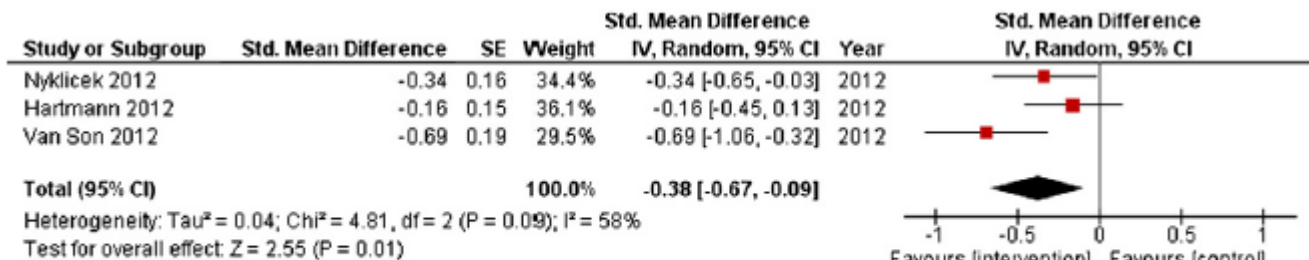 Std. Mean Difference Std. Mean Difference
Study or Subgroup Std. Mean Difference SE Weight IV, Random, 95% CI Year IV, Random, 95% CI
Nyklicek 2012 -0.34 0.16 34.4% -0.34 [-0.65, -0.03] 2012
Hartmann 2012 -0.16 0.15 36.1% -0.16 [-0.45, 0.13] 2012
Van Son 2012 -0.69 0.19 29.5% -0.69 [-1.06, -0.32] 2012
Total (95% CI) 100.0% -0.38 [-0.67, -0.09]
Heterogeneity: Tau² = 0.04; Chi² = 4.81, df = 2 (P = 0.09); I² = 58%
Test for overall effect: Z = 2.55 (P = 0.01)
-1 -0.5 0 0.5 1
Favours [intervention] Favours [control]